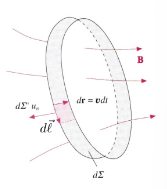 B
dΣ' uₙ
dr = vdt
dℓ⃗
dΣ